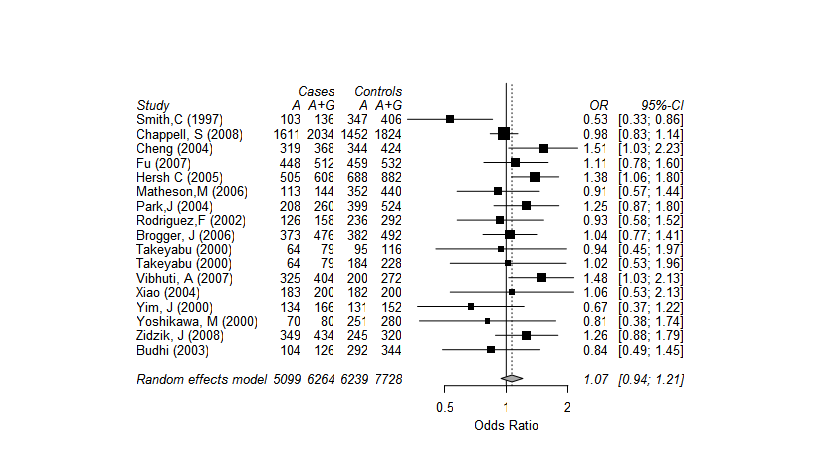 Cases Controls
Study A A+G A A+G OR 95%-CI
Smith,C (1997) 103 136 347 406 0.53 [0.33; 0.86]
Chappell, S (2008) 1611 2034 1452 1824 0.98 [0.83; 1.14]
Cheng (2004) 319 368 344 424 1.51 [1.03; 2.23]
Fu (2007) 448 512 459 532 1.11 [0.78; 1.60]
Hersh C (2005) 505 608 688 882 1.38 [1.06; 1.80]
Matheson,M (2006) 113 144 352 440 0.91 [0.57; 1.44]
Park,J (2004) 208 260 399 524 1.25 [0.87; 1.80]
Rodriguez,F (2002) 126 158 236 292 0.93 [0.58; 1.52]
Brogger, J (2006) 373 476 382 492 1.04 [0.77; 1.41]
Takeyabu (2000) 64 79 95 116 0.94 [0.45; 1.97]
Takeyabu (2000) 64 79 184 228 1.02 [0.53; 1.96]
Vibhuti, A (2007) 325 404 200 272 1.48 [1.03; 2.13]
Xiao (2004) 183 200 182 200 1.06 [0.53; 2.13]
Yim, J (2000) 134 166 131 152 0.67 [0.37; 1.22]
Yoshikawa, M (2000) 70 80 251 280 0.81 [0.38; 1.74]
Zidzik, J (2008) 349 434 245 320 1.26 [0.88; 1.79]
Budhi (2003) 104 126 292 344 0.84 [0.49; 1.45]
Random effects model 5099 6264 6239 7728 1.07 [0.94; 1.21]
0.5 1 2
Odds Ratio